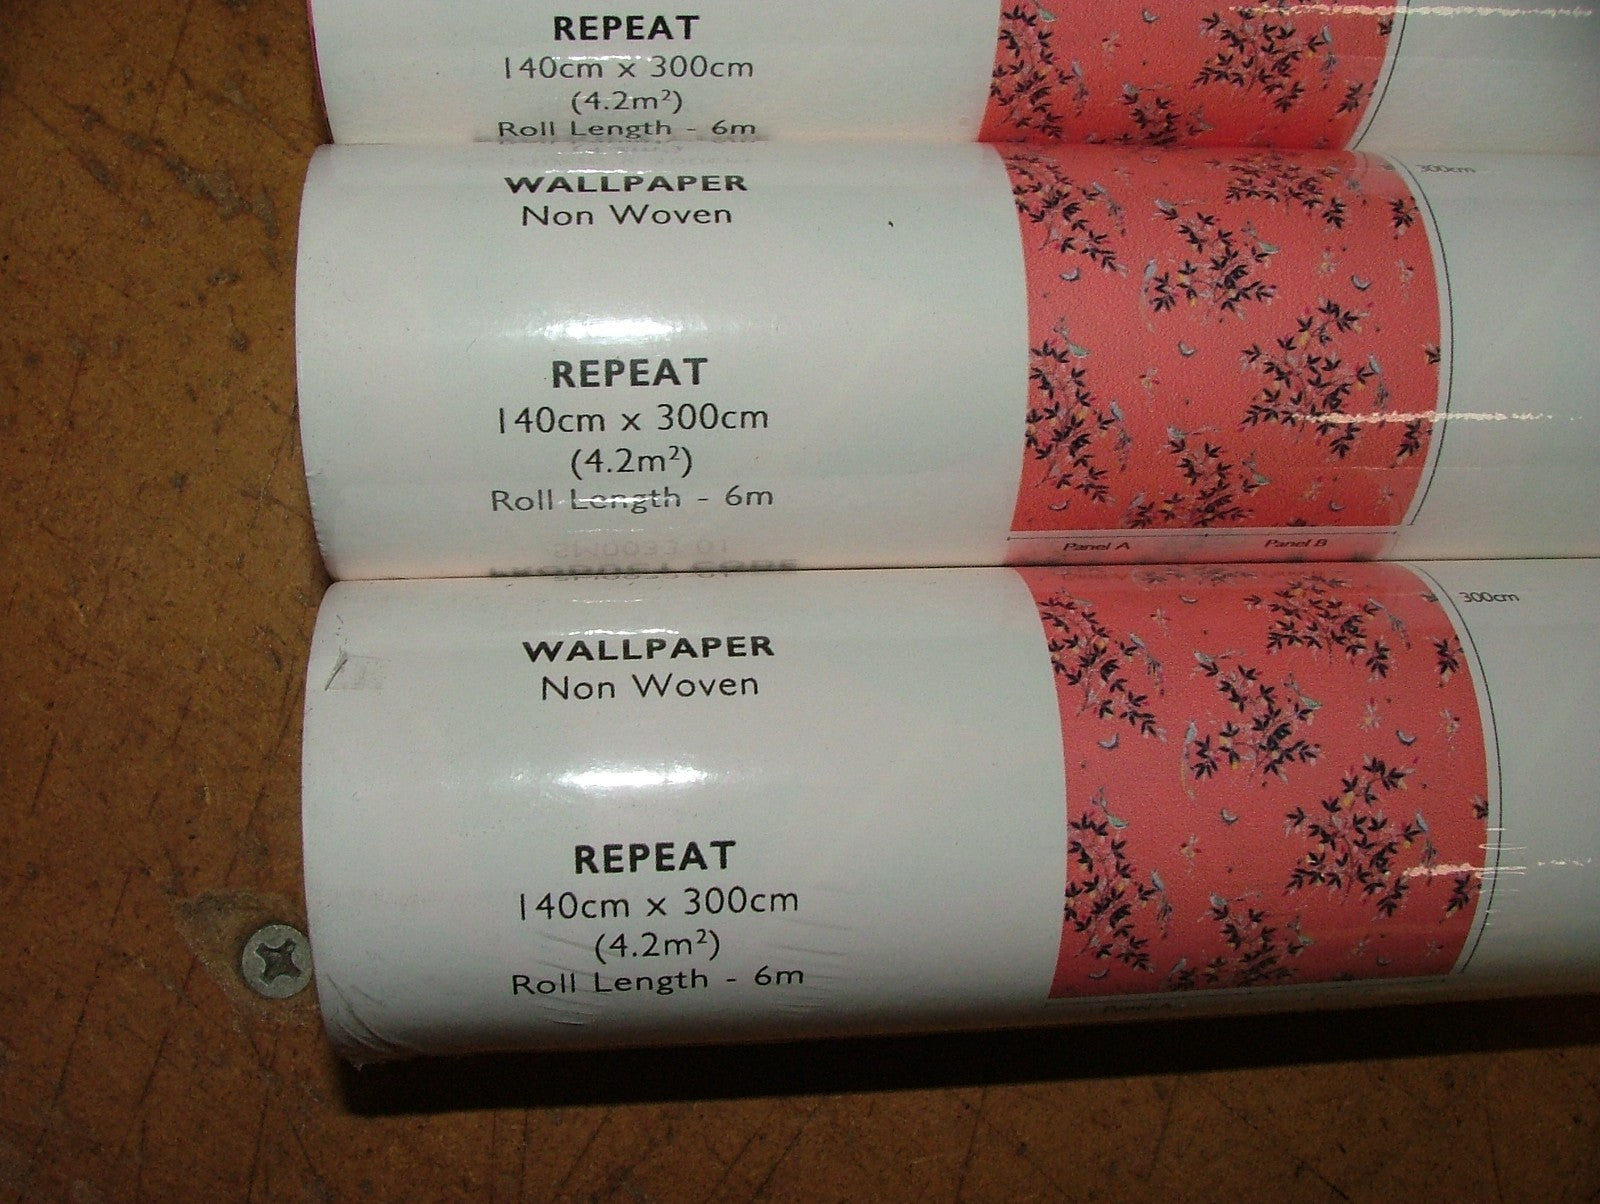 REPEAT
140cm x 300cm
(4.2m²)
Roll Length - 6m
WALLPAPER
Non Woven
300cm
REPEAT
140cm x 300cm
(4.2m²)
Roll Length - 6m
Panel A
Panel B
WALLPAPER
Non Woven
300cm
REPEAT
140cm x 300cm
(4.2m²)
Roll Length - 6m